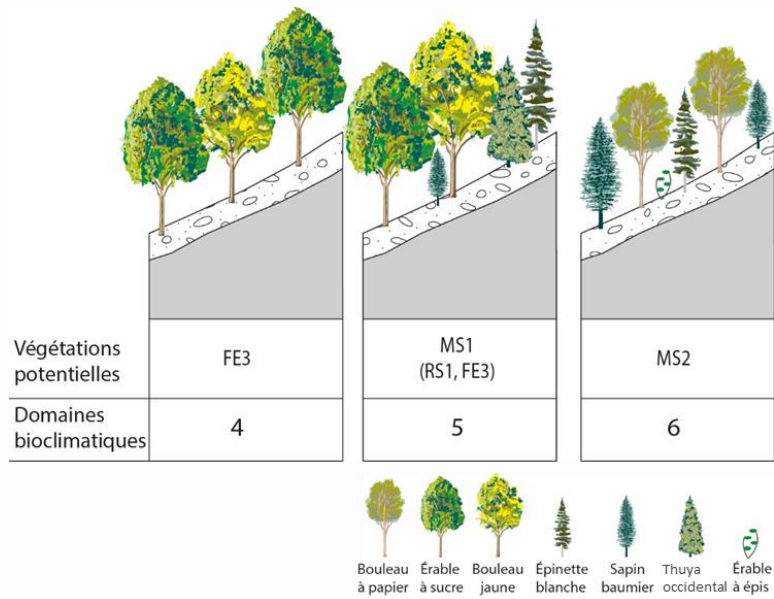 Végétations
potentielles
FE3
MS1
(RS1, FE3)
MS2
Domaines
bioclimatiques
4
5
6
Bouleau
à papier
Érable
à sucre
Bouleau
jaune
Épinette
blanche
Sapin
baumier
Thuya
occidental
Érable
à épis